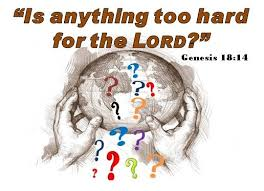 “Is anything too hard
for the LORD?”
Genesis 18:14
? ? ? ? ? ? ? ? ? ? ?